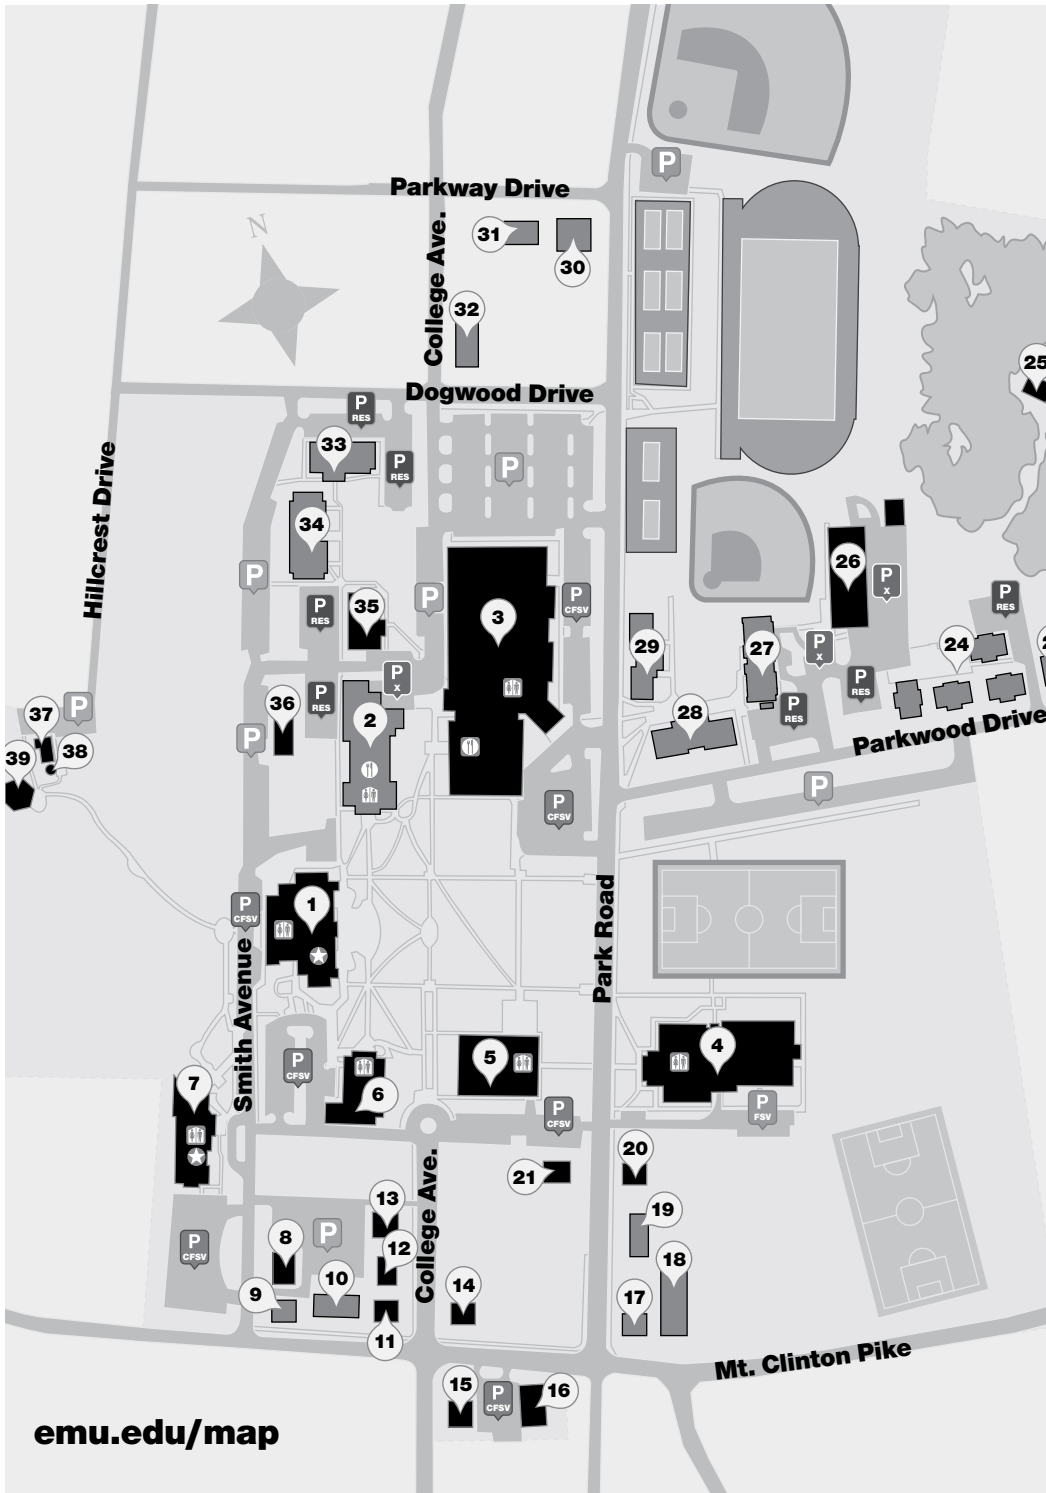 P
Parkway Drive
N
31
30
College Ave.
32
25
Dogwood Drive
P
RES
33
P
RES
P
Hillcrest Drive
34
26
P
P
x
P
P
CFSV
P
RES
P
RES
35
3
29
27
P
x
24
P
x
P
RES
P
RES
36
P
RES
2
28
37
P
38
39
P
Parkwood Drive
P
P
CFSV
1
P
CFSV
Park Road
Smith Avenue
5
4
P
CFSV
7
6
P
CFSV
P
FSV
20
21
College Ave.
13
19
8
P
12
P
CFSV
18
10
14
9
17
11
Mt. Clinton Pike
15
P
CFSV
16
emu.edu/map